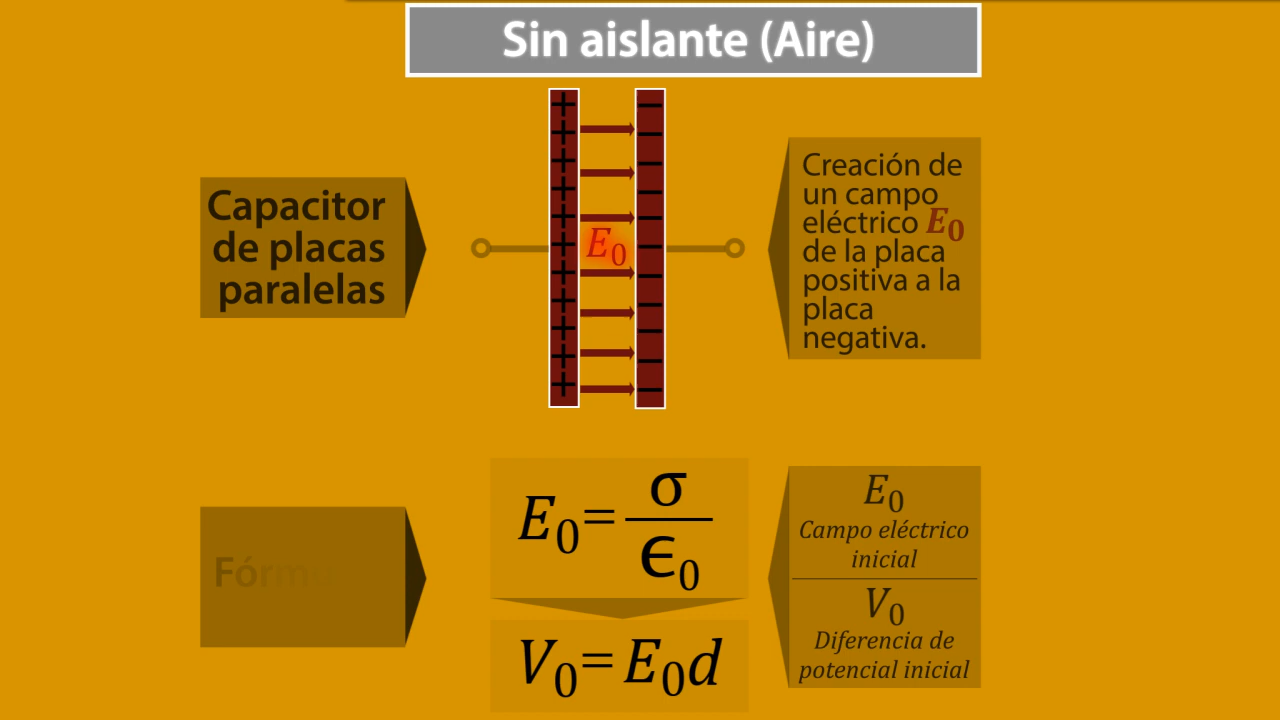 Sin aislante (Aire)
Capacitor
de placas
paralelas
E₀
Creación de
un campo
eléctrico E₀
de la placa
positiva a la
placa
negativa.
E₀ = σ/ϵ₀
V₀ = E₀d
E₀
Campo eléctrico
inicial
V₀
Diferencia de
potencial inicial